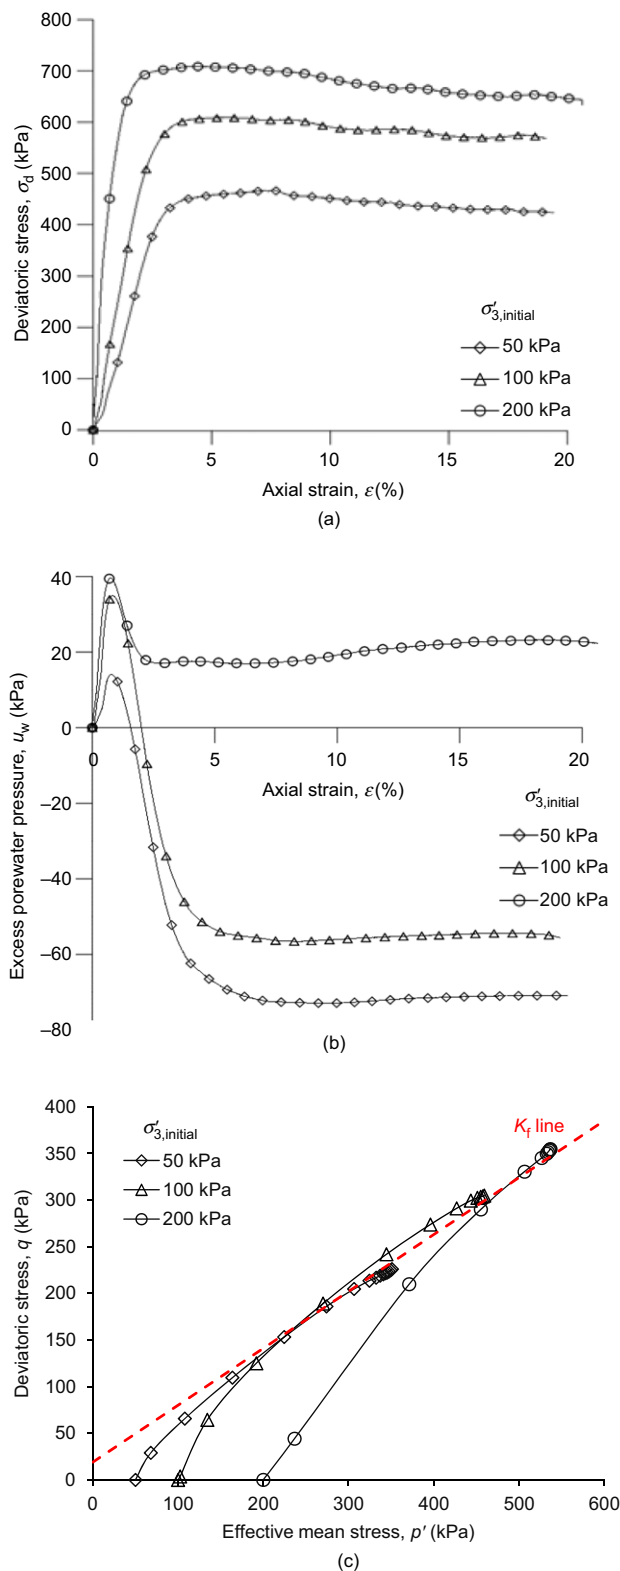 800
700
600
500
400
300
200
100
0
Deviatoric stress, σd (kPa)
0 5 10 15 20
Axial strain, ε(%)
σ′3,initial
50 kPa
100 kPa
200 kPa
(a)
40
20
0
–20
–40
–60
–80
Excess porewater pressure, uw (kPa)
0 5 10 15 20
Axial strain, ε(%)
σ′3,initial
50 kPa
100 kPa
200 kPa
(b)
400
350
300
250
200
150
100
50
0
Deviatoric stress, q (kPa)
σ′3,initial
50 kPa
100 kPa
200 kPa
Kf line
0 100 200 300 400 500 600
Effective mean stress, p′ (kPa)
(c)